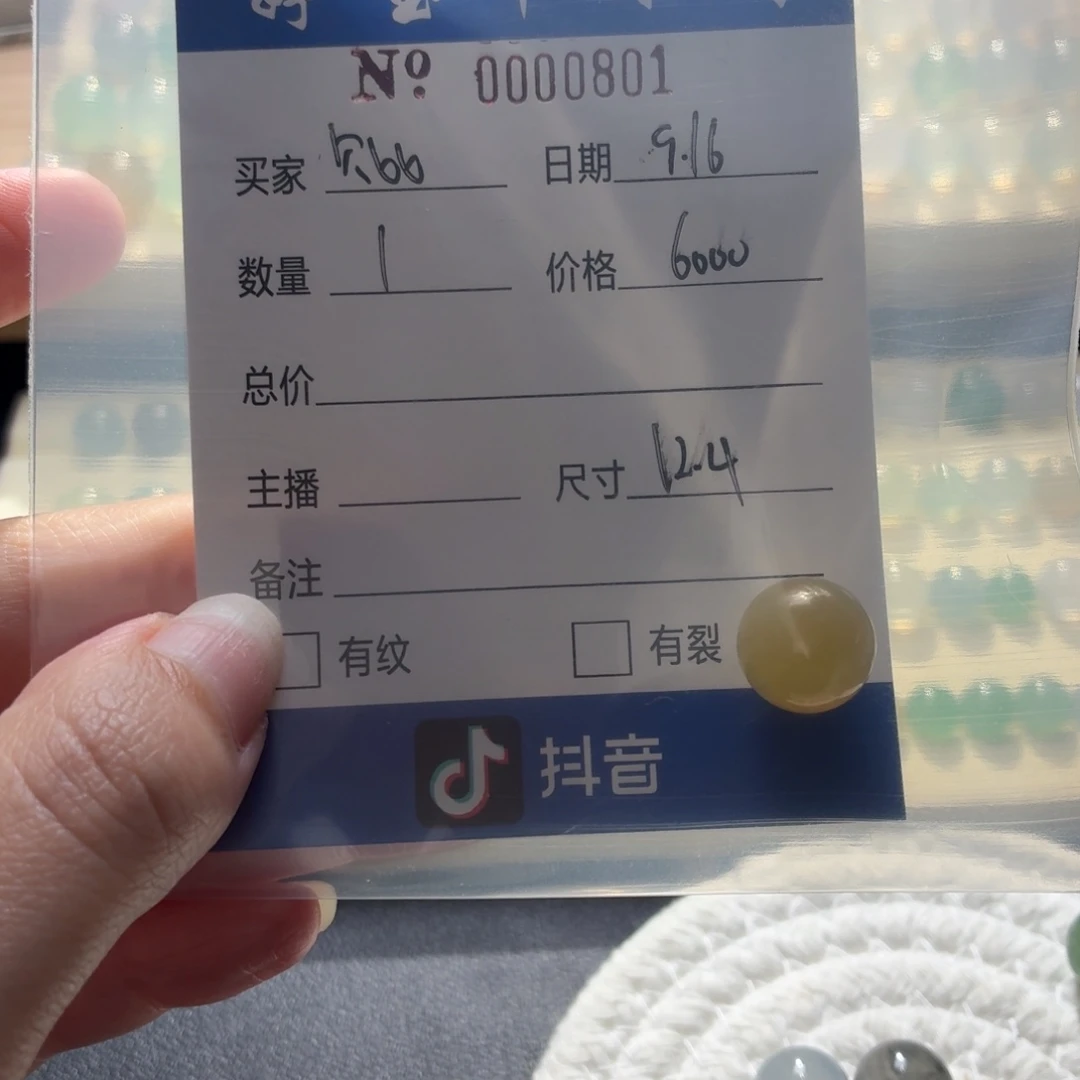 Nº 0000801
买家 欠66 日期 9.16
数量 1 价格 6000
总价
主播 尺寸 12.4
备注
有纹 有裂
抖音